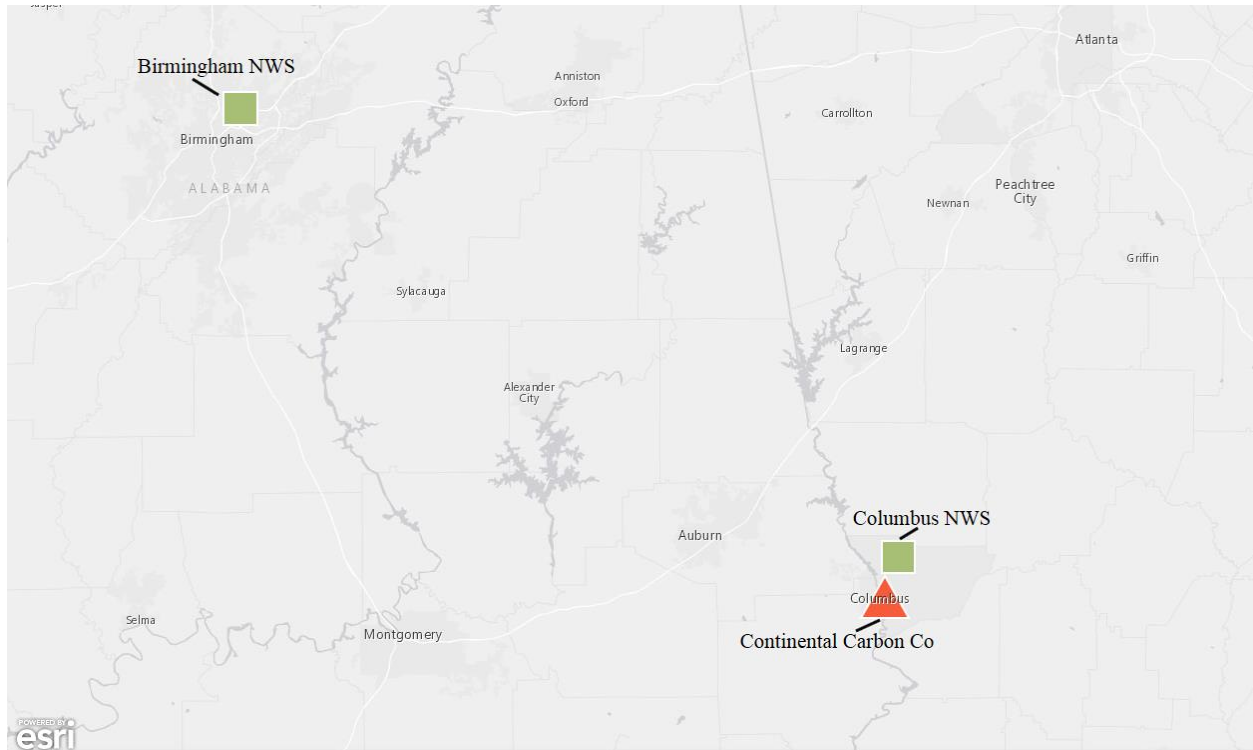 Jasper
Atlanta
Birmingham NWS
Anniston
Oxford
Carrollton
Birmingham
ALABAMA
Peachtree
City
Newnan
Griffin
Sylacauga
Lagrange
Alexander
City
Columbus NWS
Auburn
Columbus
Selma
Montgomery
Continental Carbon Co
POWERED BY
esri